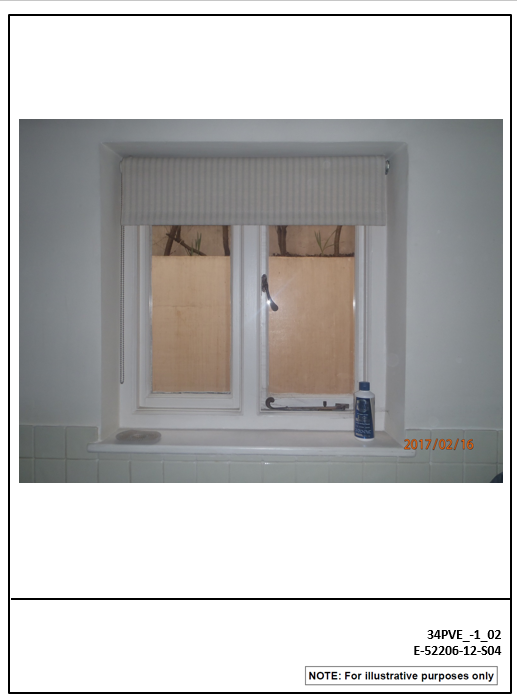 2017/02/16
34PVE_-1_02
E-52206-12-S04
NOTE: For illustrative purposes only